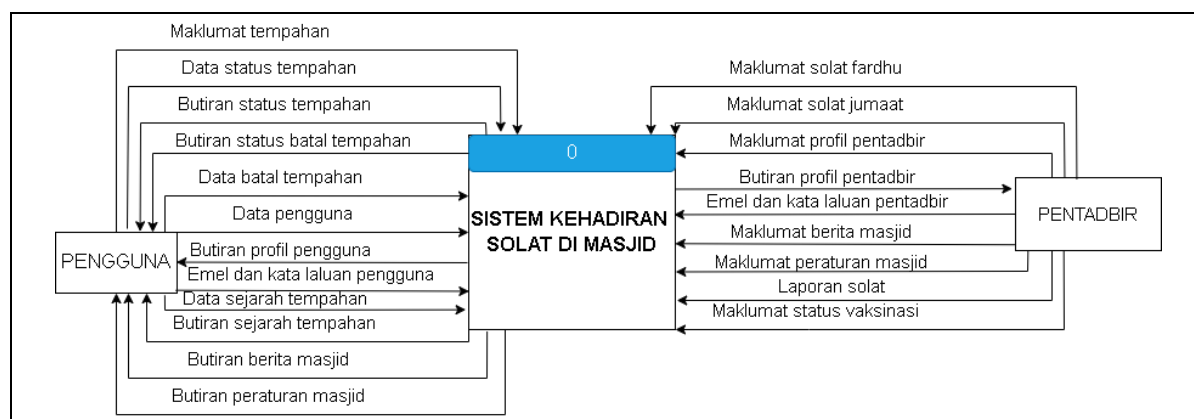 Maklumat tempahan
Data status tempahan
Butiran status tempahan
Butiran status batal tempahan
Data batal tempahan
Data pengguna
PENGGUNA
Butiran profil pengguna
Emel dan kata laluan pengguna
Data sejarah tempahan
Butiran sejarah tempahan
Butiran berita masjid
Butiran peraturan masjid
0
SISTEM KEHADIRAN
SOLAT DI MASJID
Maklumat solat fardhu
Maklumat solat jumaat
Maklumat profil pentadbir
Butiran profil pentadbir
Emel dan kata laluan pentadbir
PENTADBIR
Maklumat berita masjid
Maklumat peraturan masjid
Laporan solat
Maklumat status vaksinasi